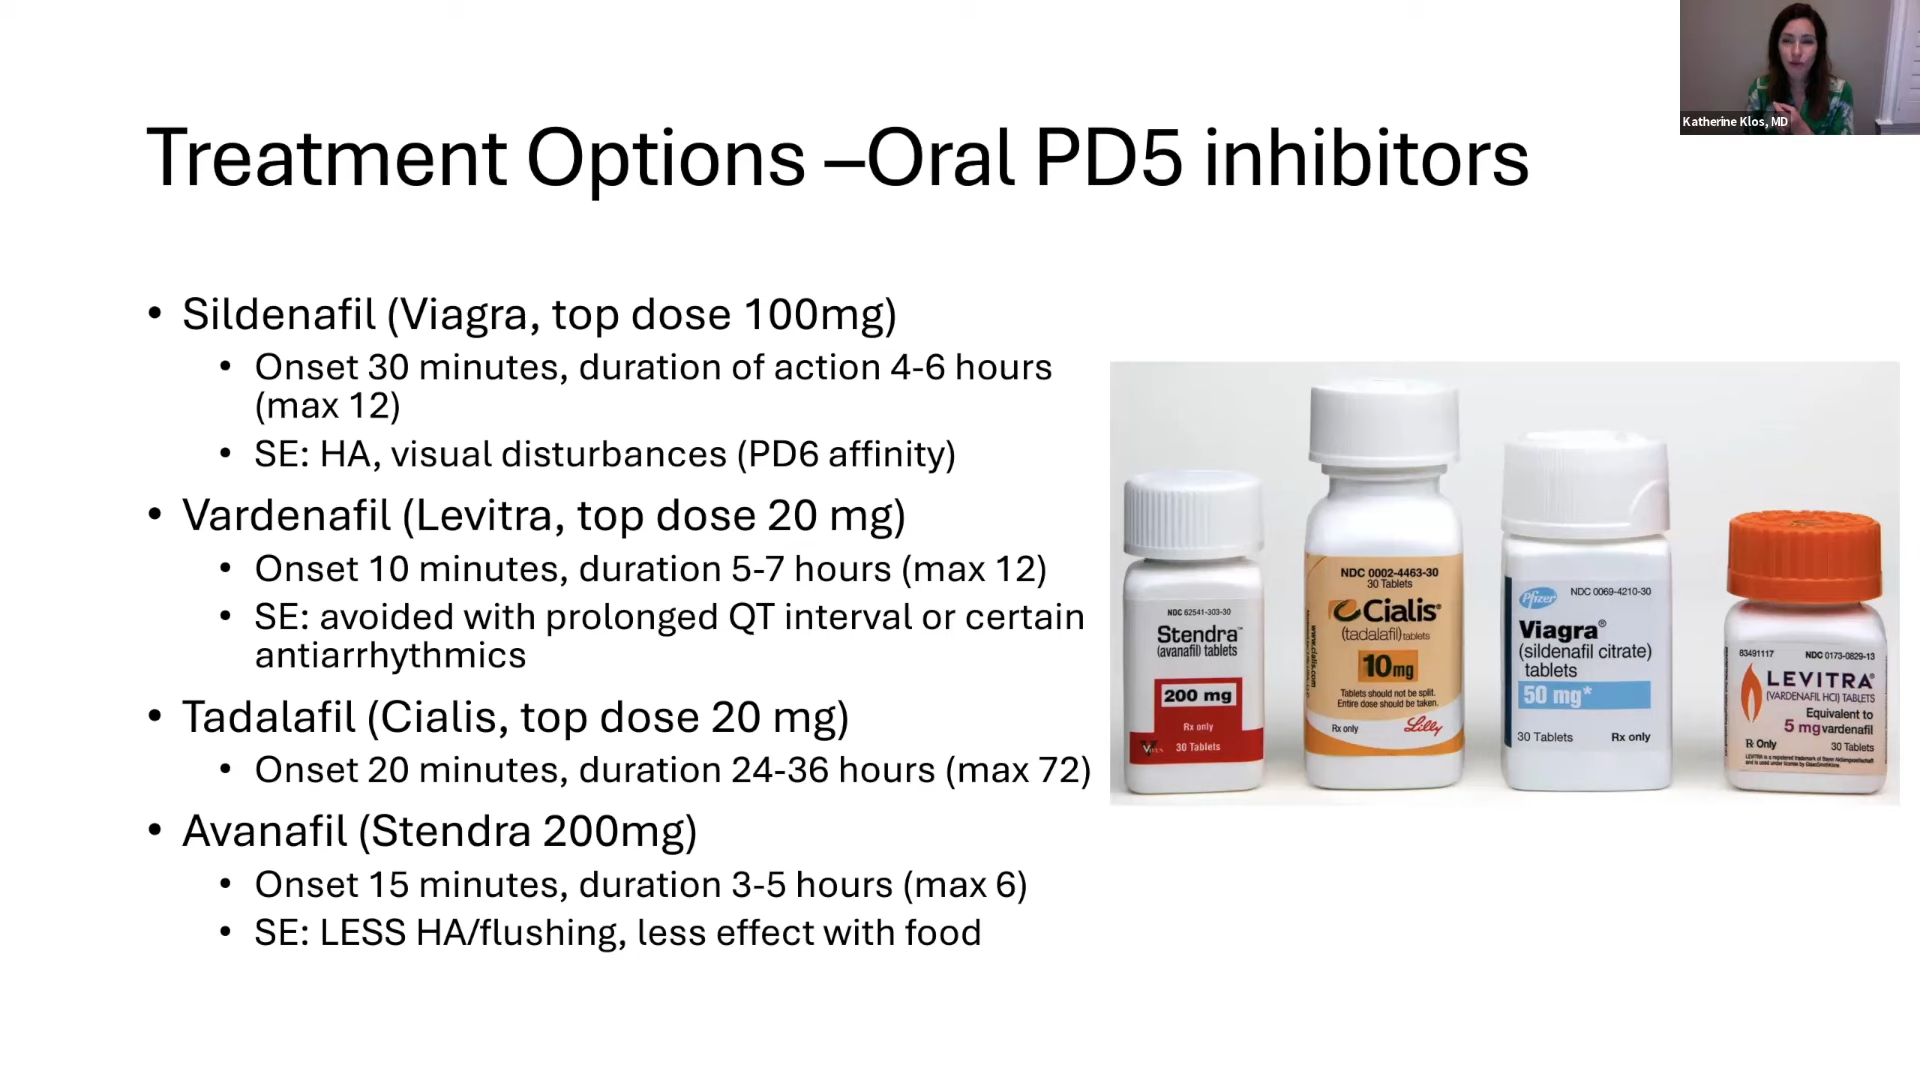 Katherine Klos, MD
Treatment Options –Oral PD5 inhibitors
• Sildenafil (Viagra, top dose 100mg)
• Onset 30 minutes, duration of action 4-6 hours
(max 12)
• SE: HA, visual disturbances (PD6 affinity)
• Vardenafil (Levitra, top dose 20 mg)
• Onset 10 minutes, duration 5-7 hours (max 12)
• SE: avoided with prolonged QT interval or certain
antiarrhythmics
• Tadalafil (Cialis, top dose 20 mg)
• Onset 20 minutes, duration 24-36 hours (max 72)
• Avanafil (Stendra 200mg)
• Onset 15 minutes, duration 3-5 hours (max 6)
• SE: LESS HA/flushing, less effect with food
NDC 62541-303-30
Stendra™
(avanafil) tablets
200 mg
Rx only
30 Tablets
NDC 0002-4463-30
30 Tablets
Cialis®
(tadalafil) tablets
10mg
Tablets should not be split.
Entire dose should be taken.
Rx only
Lilly
www.cialis.com
Pfizer
NDC 0069-4210-30
Viagra®
(sildenafil citrate)
tablets
50 mg*
30 Tablets Rx only
83491117 NDC 0173-0829-13
LEVITRA®
(VARDENAFIL HCl) TABLETS
Equivalent to
5 mg vardenafil
Rx Only 30 Tablets